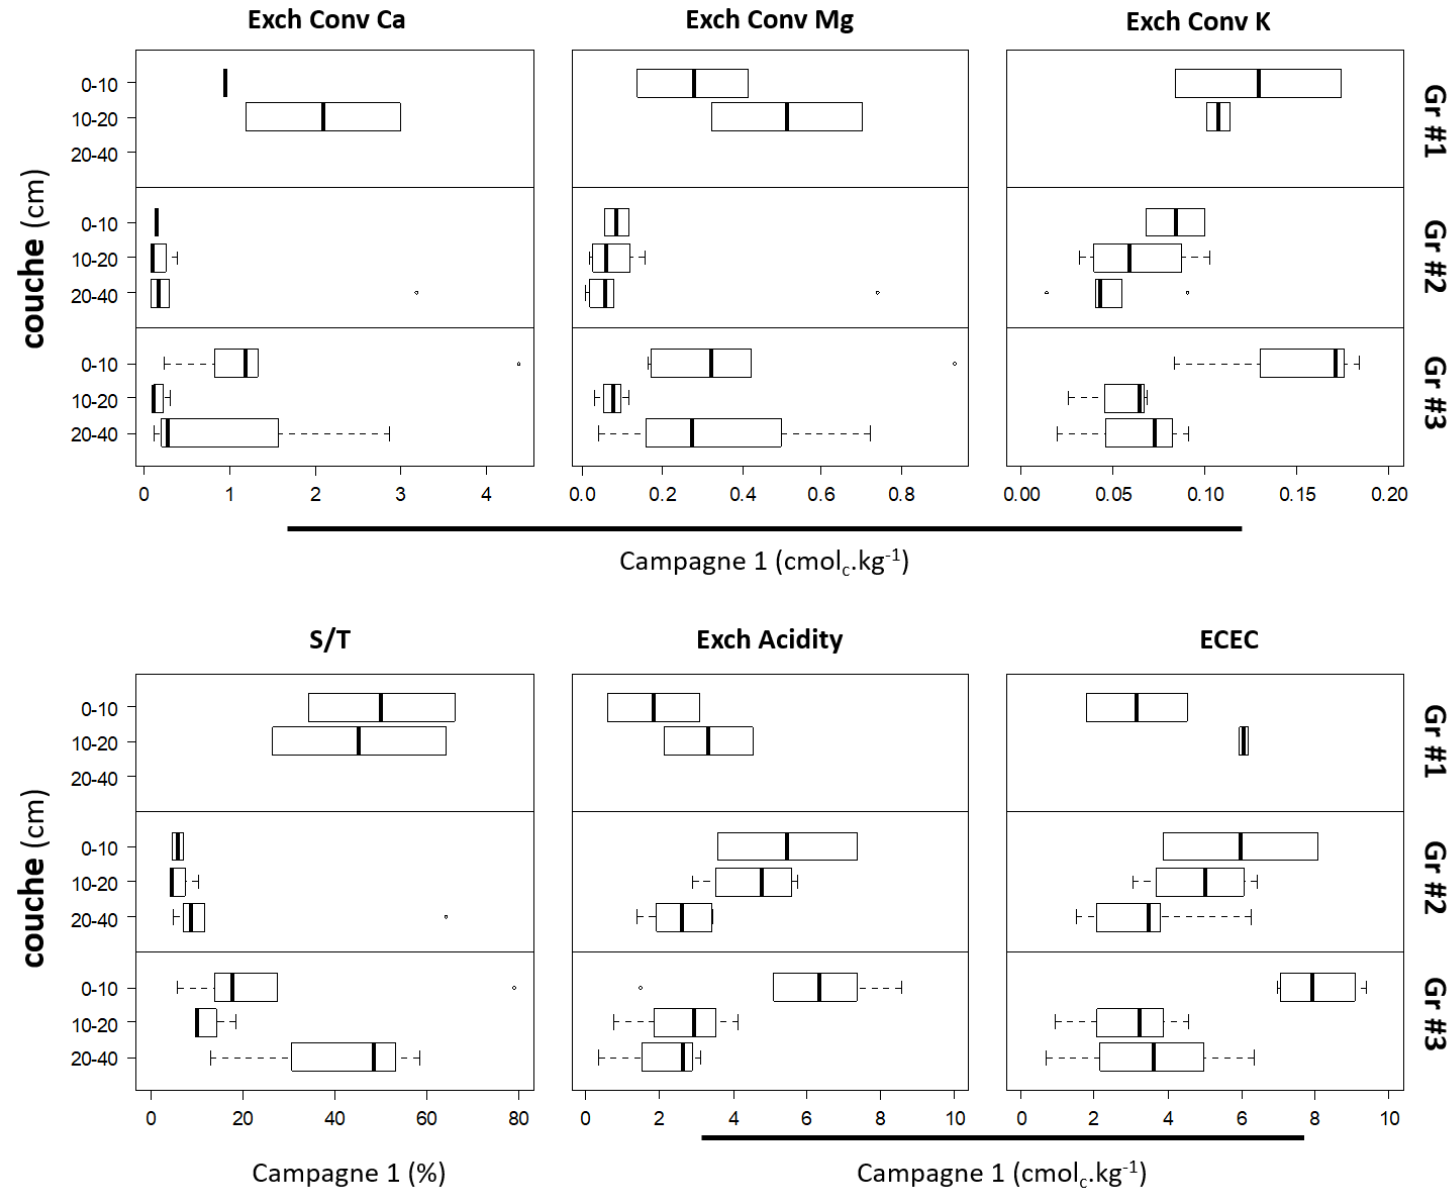 Exch Conv Ca Exch Conv Mg Exch Conv K
0-10
10-20
20-40
0-10
10-20
20-40
0-10
10-20
20-40
couche (cm)
Gr #1
Gr #2
Gr #3
0 1 2 3 4 0.0 0.2 0.4 0.6 0.8 0.00 0.05 0.10 0.15 0.20
Campagne 1 (cmolc.kg-1)
S/T Exch Acidity ECEC
0-10
10-20
20-40
0-10
10-20
20-40
0-10
10-20
20-40
couche (cm)
Gr #1
Gr #2
Gr #3
0 20 40 60 80 0 2 4 6 8 10 0 2 4 6 8 10
Campagne 1 (%) Campagne 1 (cmolc.kg-1)